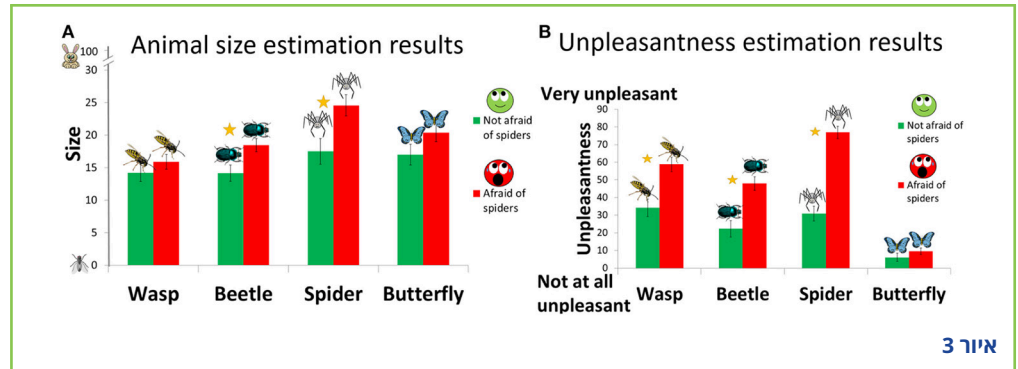 A
Animal size estimation results
100
30
25
20
15
10
5
0
Size
Wasp
Beetle
Spider
Butterfly
Not afraid
of spiders
Afraid of
spiders
B
Unpleasantness estimation results
Very unpleasant
90
80
70
60
50
40
30
20
10
0
Unpleasantness
Not at all
unpleasant
Wasp
Beetle
Spider
Butterfly
Not afraid of
spiders
Afraid of
spiders
איור 3